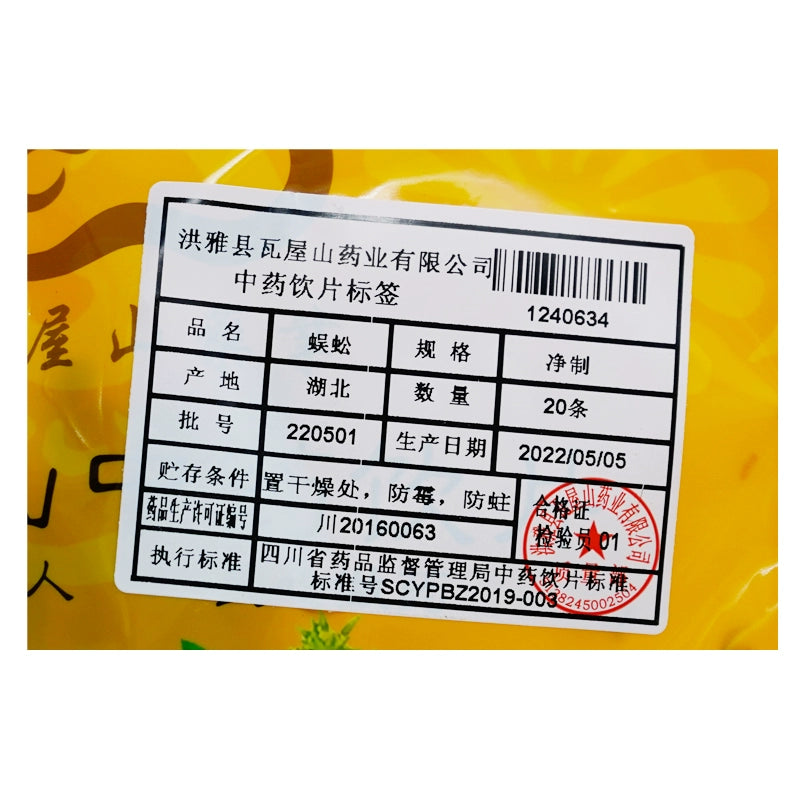 洪雅县瓦屋山药业有限公司
中药饮片标签
1240634
品名 蜈蚣 规格 净制
产地 湖北 数量 20条
批号 220501 生产日期 2022/05/05
贮存条件 置干燥处，防霉，防蛀
药品生产许可证编号 川20160063
合格证
检验员 01
执行标准 四川省药品监督管理局中药饮片标准
标准号SCYPBZ2019-003
屋山
人